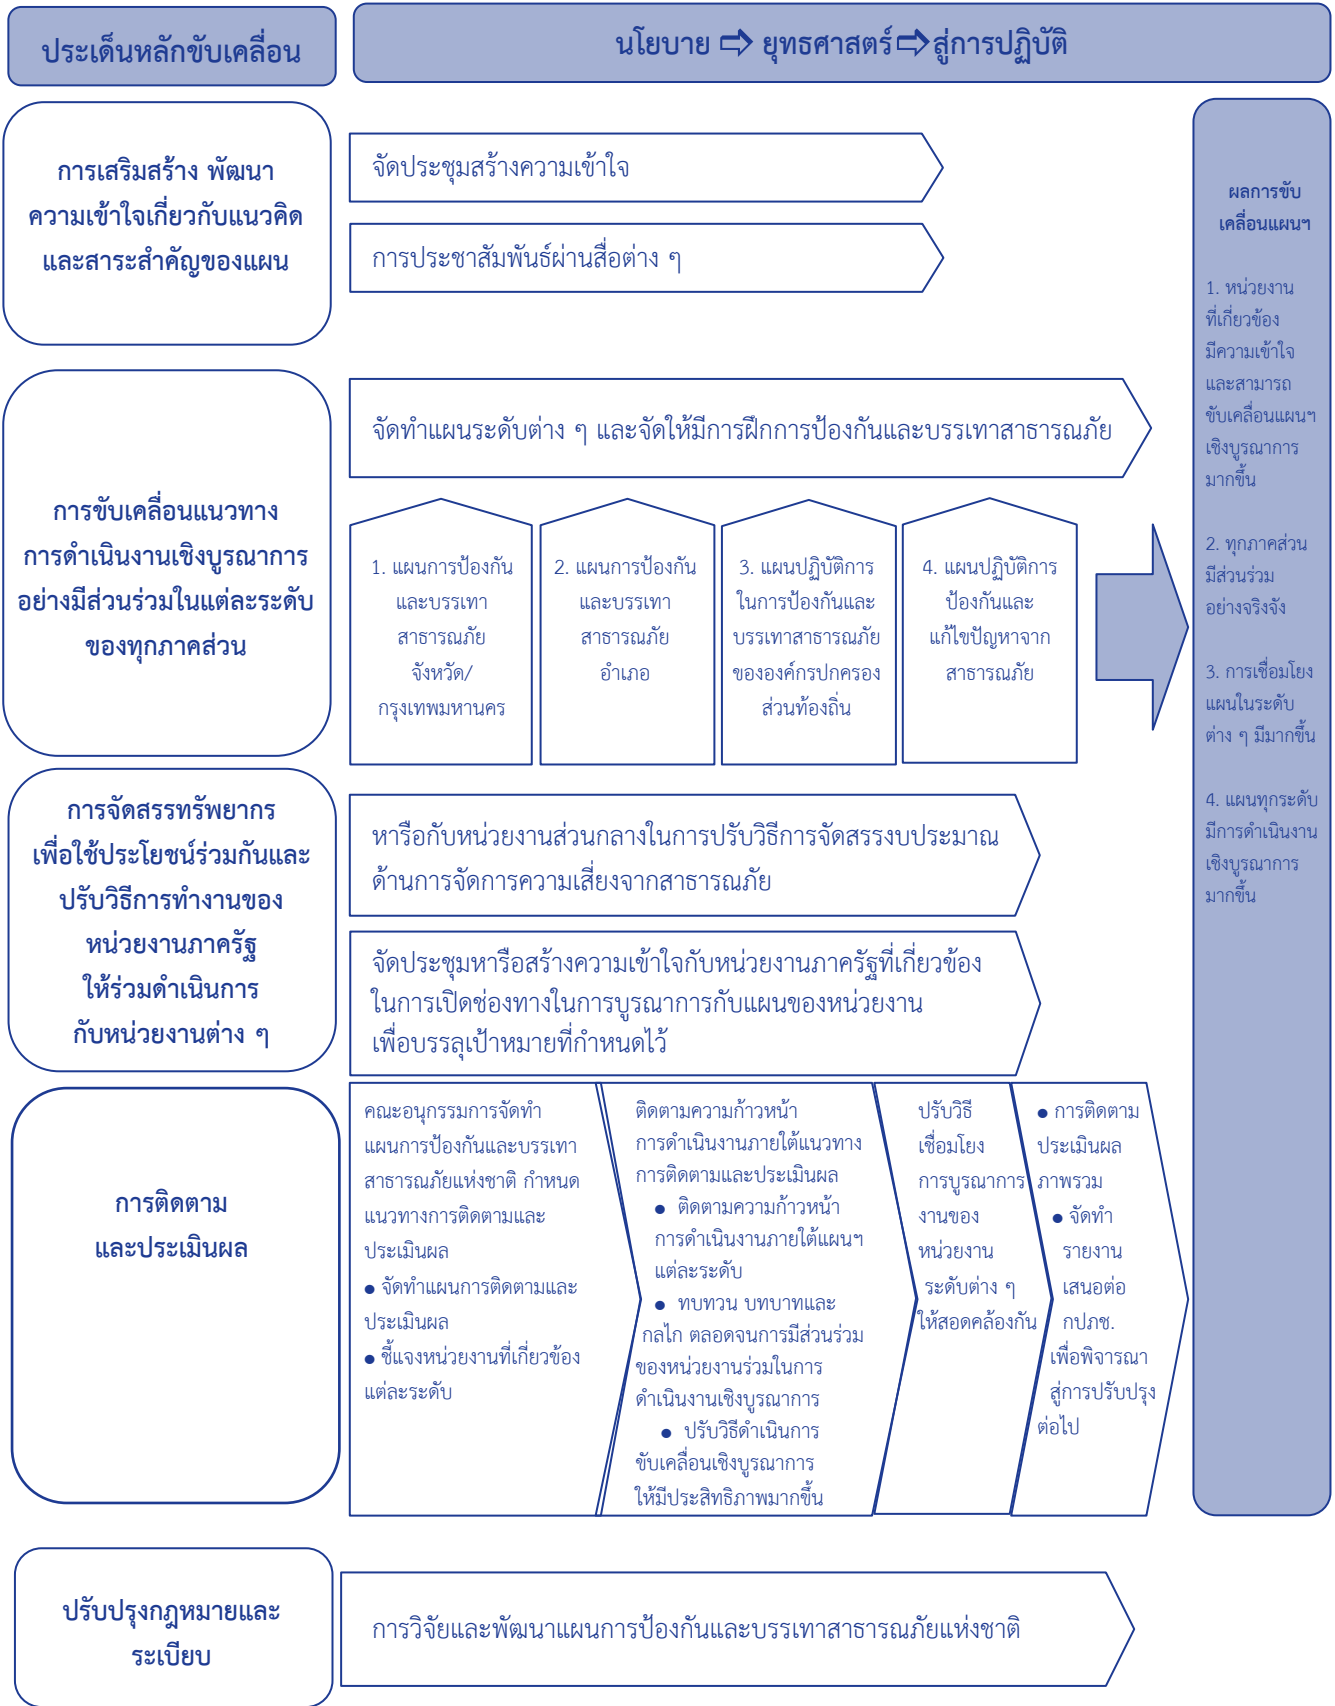 ประเด็นหลักขับเคลื่อน
นโยบาย ⇨ ยุทธศาสตร์ ⇨ สู่การปฏิบัติ
การเสริมสร้าง พัฒนา
ความเข้าใจเกี่ยวกับแนวคิด
และสาระสำคัญของแผน
จัดประชุมสร้างความเข้าใจ
การประชาสัมพันธ์ผ่านสื่อต่าง ๆ
การขับเคลื่อนแนวทาง
การดำเนินงานเชิงบูรณาการ
อย่างมีส่วนร่วมในแต่ละระดับ
ของทุกภาคส่วน
จัดทำแผนระดับต่าง ๆ และจัดให้มีการฝึกการป้องกันและบรรเทาสาธารณภัย
1. แผนการป้องกัน
และบรรเทา
สาธารณภัย
จังหวัด/
กรุงเทพมหานคร
2. แผนการป้องกัน
และบรรเทา
สาธารณภัย
อำเภอ
3. แผนปฏิบัติการ
ในการป้องกันและ
บรรเทาสาธารณภัย
ขององค์กรปกครอง
ส่วนท้องถิ่น
4. แผนปฏิบัติการ
ป้องกันและ
แก้ไขปัญหาจาก
สาธารณภัย
การจัดสรรทรัพยากร
เพื่อใช้ประโยชน์ร่วมกันและ
ปรับวิธีการทำงานของ
หน่วยงานภาครัฐ
ให้ร่วมดำเนินการ
กับหน่วยงานต่าง ๆ
หารือกับหน่วยงานส่วนกลางในการปรับวิธีการจัดสรรงบประมาณ
ด้านการจัดการความเสี่ยงจากสาธารณภัย
จัดประชุมหารือสร้างความเข้าใจกับหน่วยงานภาครัฐที่เกี่ยวข้อง
ในการเปิดช่องทางในการบูรณาการกับแผนของหน่วยงาน
เพื่อบรรลุเป้าหมายที่กำหนดไว้
การติดตาม
และประเมินผล
คณะอนุกรรมการจัดทำ
แผนการป้องกันและบรรเทา
สาธารณภัยแห่งชาติ กำหนด
แนวทางการติดตามและ
ประเมินผล
● จัดทำแผนการติดตามและ
ประเมินผล
● ชี้แจงหน่วยงานที่เกี่ยวข้อง
แต่ละระดับ
ติดตามความก้าวหน้า
การดำเนินงานภายใต้แนวทาง
การติดตามและประเมินผล
● ติดตามความก้าวหน้า
การดำเนินงานภายใต้แผนฯ
แต่ละระดับ
● ทบทวน บทบาทและ
กลไก ตลอดจนการมีส่วนร่วม
ของหน่วยงานร่วมในการ
ดำเนินงานเชิงบูรณาการ
● ปรับวิธีดำเนินการ
ขับเคลื่อนเชิงบูรณาการ
ให้มีประสิทธิภาพมากขึ้น
ปรับวิธี
เชื่อมโยง
การบูรณาการ
งานของ
หน่วยงาน
ระดับต่าง ๆ
ให้สอดคล้องกัน
● การติดตาม
ประเมินผล
ภาพรวม
● จัดทำ
รายงาน
เสนอต่อ
กปภช.
เพื่อพิจารณา
สู่การปรับปรุง
ต่อไป
ปรับปรุงกฎหมายและ
ระเบียบ
การวิจัยและพัฒนาแผนการป้องกันและบรรเทาสาธารณภัยแห่งชาติ
ผลการขับ
เคลื่อนแผนฯ
1. หน่วยงาน
ที่เกี่ยวข้อง
มีความเข้าใจ
และสามารถ
ขับเคลื่อนแผนฯ
เชิงบูรณาการ
มากขึ้น
2. ทุกภาคส่วน
มีส่วนร่วม
อย่างจริงจัง
3. การเชื่อมโยง
แผนในระดับ
ต่าง ๆ มีมากขึ้น
4. แผนทุกระดับ
มีการดำเนินงาน
เชิงบูรณาการ
มากขึ้น